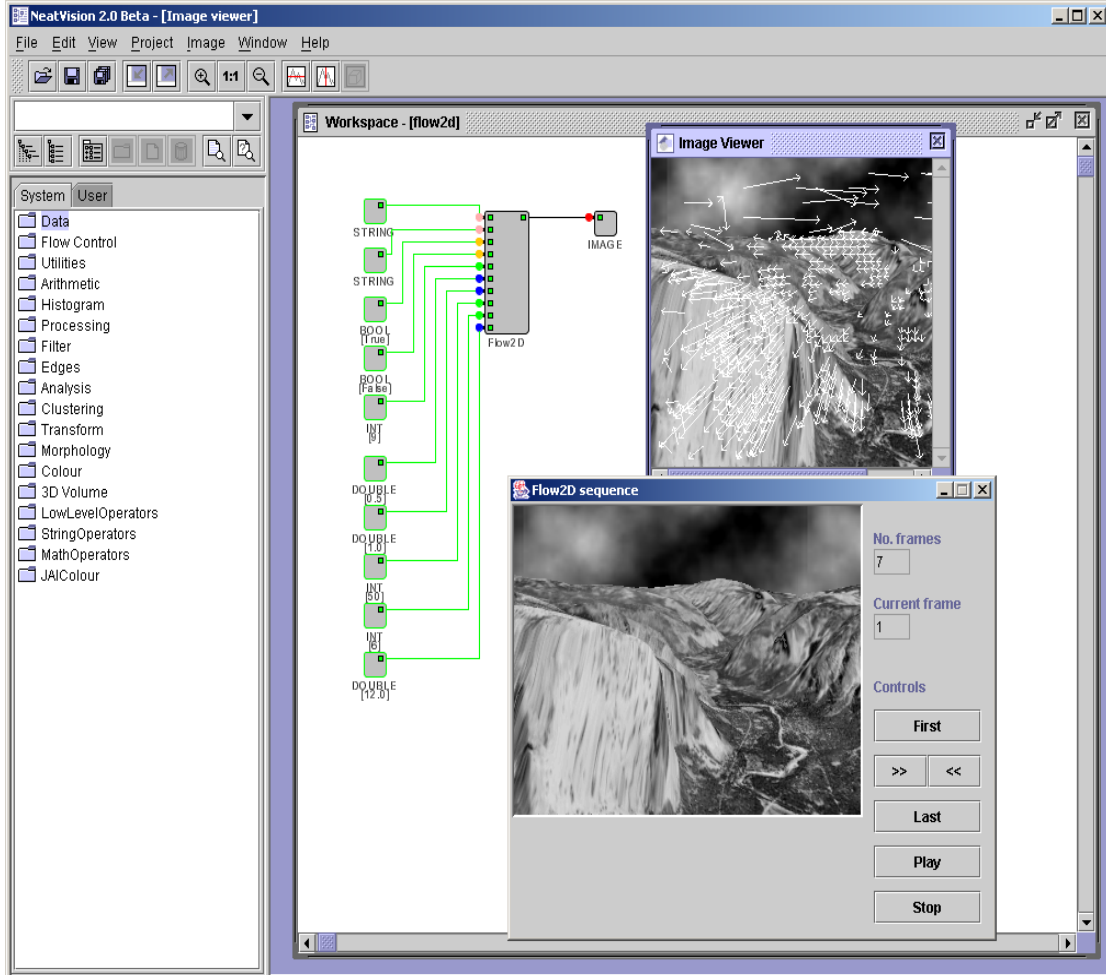 NeatVision 2.0 Beta - [Image viewer]
File Edit View Project Image Window Help
1:1
System User
Data
Flow Control
Utilities
Arithmetic
Histogram
Processing
Filter
Edges
Analysis
Clustering
Transform
Morphology
Colour
3D Volume
LowLevelOperators
StringOperators
MathOperators
JAIColour
Workspace - [flow2d]
STRING
STRING
BOOL
[True]
BOOL
[False]
INT
[9]
DOUBLE
[0.5]
DOUBLE
[1.0]
INT
[50]
INT
[6]
DOUBLE
[12.0]
Flow2D
IMAGE
Image Viewer
Flow2D sequence
No. frames
7
Current frame
1
Controls
First
>> <<
Last
Play
Stop